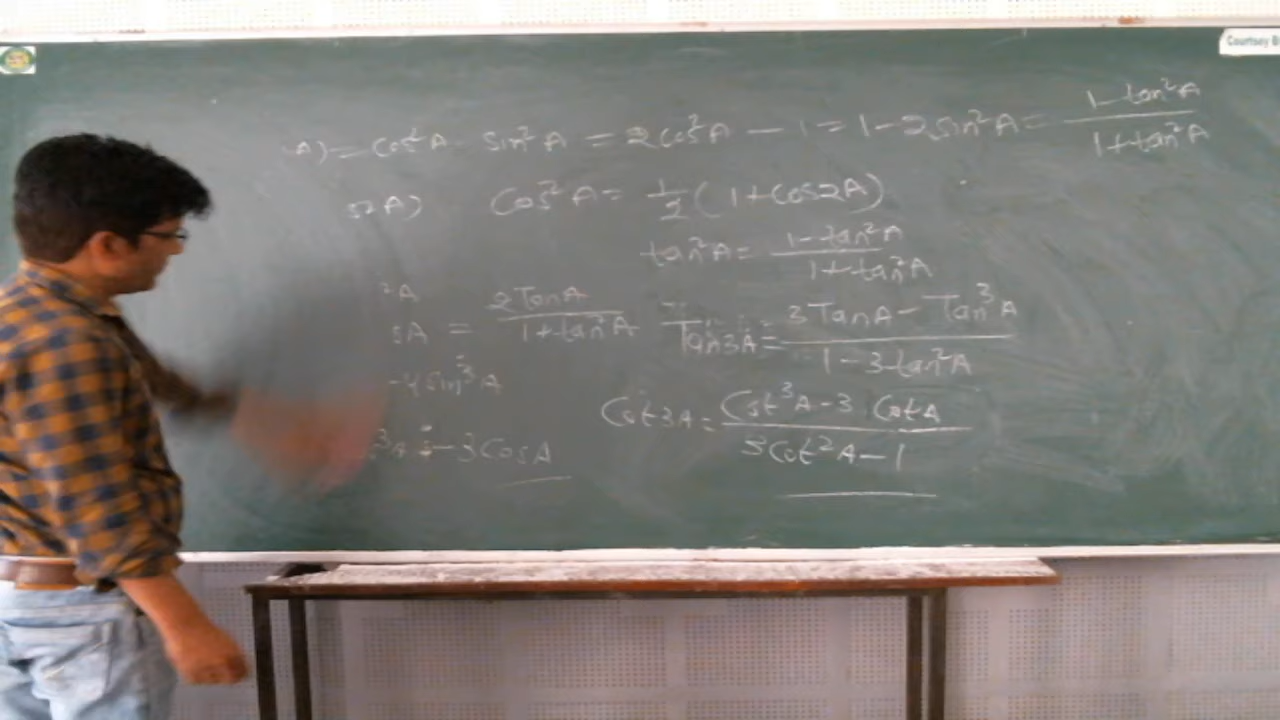 A) = Cos²A - Sin²A = 2cos²A - 1 = 1 - 2sin²A = (1 - tan²A)/(1 + tan²A)
s2A) Cos²A = 1/2 (1 + Cos2A)
tan²A = (1 - tan²A)/(1 + tan²A)
²A
sA = 2TanA/(1 + tan²A) Tan3A = (3TanA - Tan³A)/(1 - 3tan²A)
- 4Sin³A
Cot3A = (Cot³A - 3 CotA)/(3Cot²A - 1)
³A - 3CosA
Courtsey B